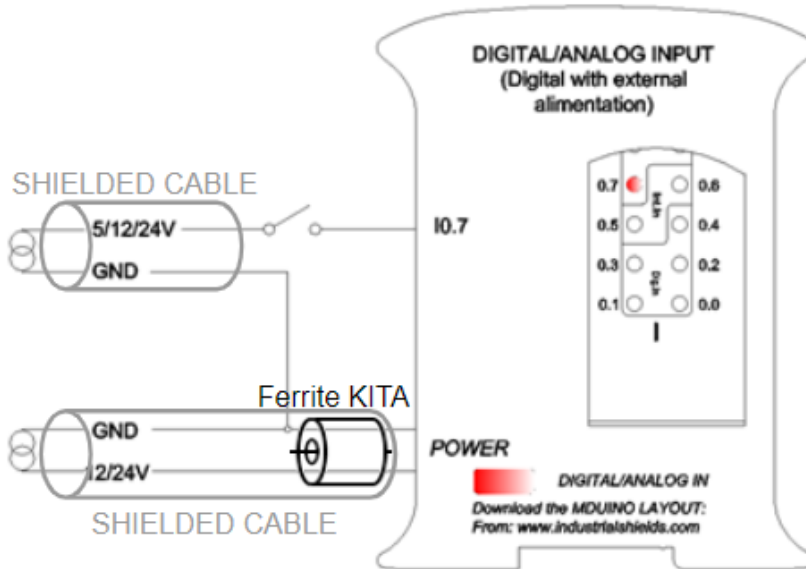 DIGITAL/ANALOG INPUT
(Digital with external
alimentation)
SHIELDED CABLE
5/12/24V
GND
I0.7
0.7
0.6
0.5
0.4
0.3
0.2
0.1
0.0
Dg.In
I
Ferrite KITA
GND
12/24V
SHIELDED CABLE
POWER
DIGITAL/ANALOG IN
Download the MDUINO LAYOUT:
From: www.industrialshields.com